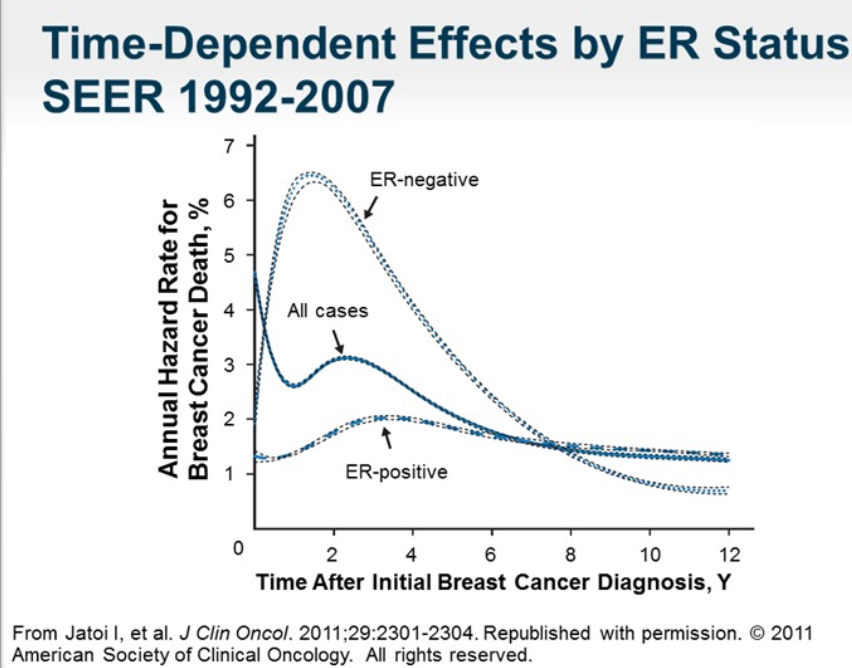 Time-Dependent Effects by ER Status
SEER 1992-2007
7
6
5
4
3
2
1
0
Annual Hazard Rate for
Breast Cancer Death, %
ER-negative
All cases
ER-positive
2 4 6 8 10 12
Time After Initial Breast Cancer Diagnosis, Y
From Jatoi I, et al. J Clin Oncol. 2011;29:2301-2304. Republished with permission. © 2011
American Society of Clinical Oncology. All rights reserved.